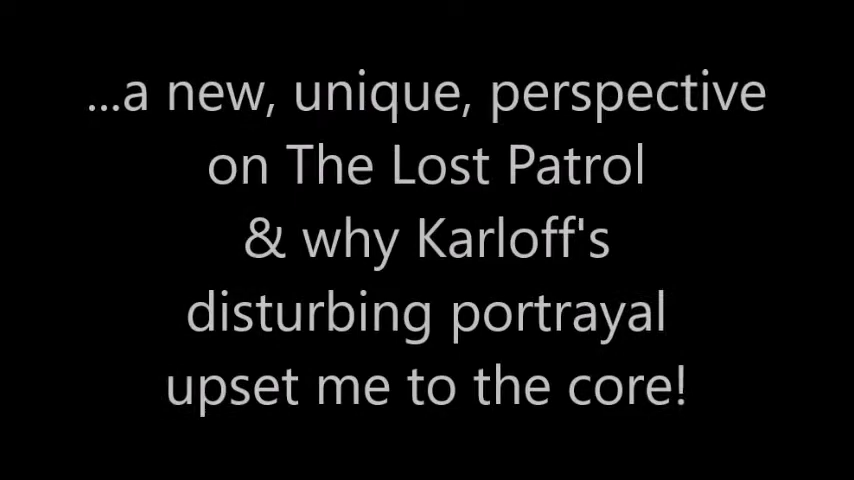 ...a new, unique, perspective
on The Lost Patrol
& why Karloff's
disturbing portrayal
upset me to the core!